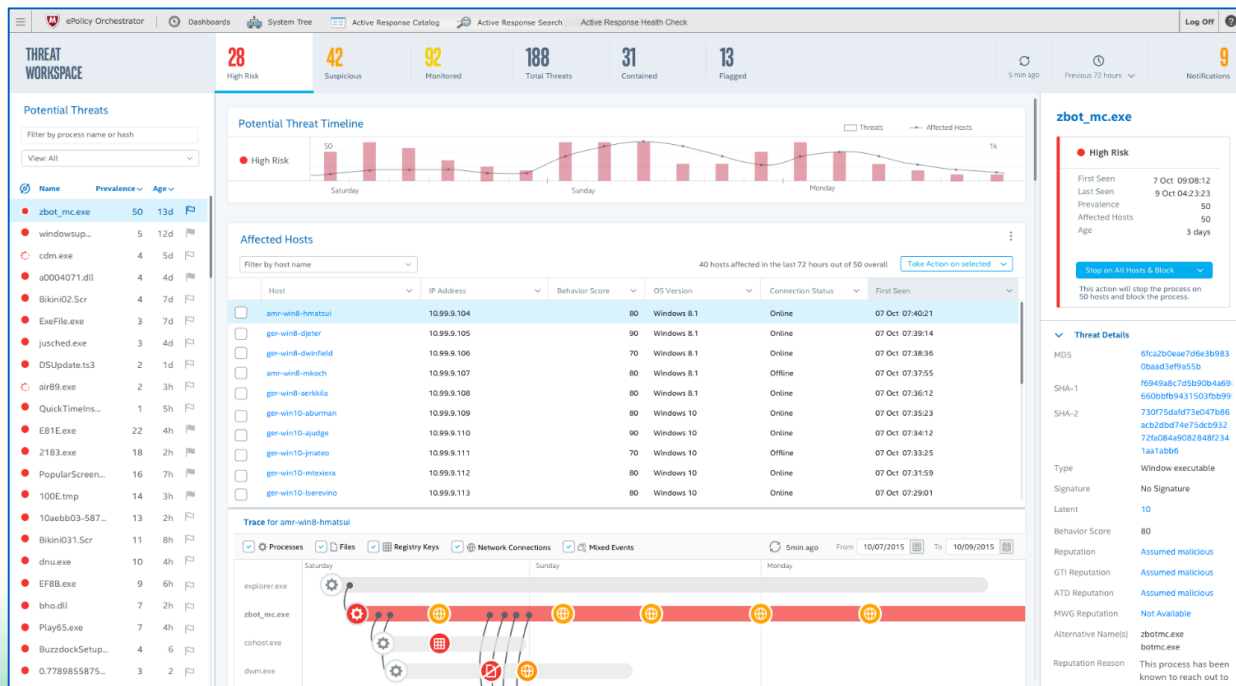 ePolicy Orchestrator Dashboards System Tree Active Response Catalog Active Response Search Active Response Health Check Log Off ?
THREAT WORKSPACE
28 High Risk
42 Suspicious
92 Monitored
188 Total Threats
31 Contained
13 Flagged
5 min ago
Previous 72 hours
9 Notifications
Potential Threats
Filter by process name or hash
View: All
Name Prevalence Age
zbot_mc.exe 50 13d
windowsup... 5 12d
cdm.exe 4 5d
a0004071.dll 4 4d
Bikini02.Scr 4 7d
ExeFile.exe 3 7d
jusched.exe 3 4d
DSUpdate.ts3 2 1d
air89.exe 2 3h
QuickTimeIns... 1 5h
E81E.exe 22 4h
2183.exe 18 2h
PopularScreen... 16 7h
100E.tmp 14 3h
10aebb03-587... 13 2h
Bikini031.Scr 11 8h
dnu.exe 10 4h
EF8B.exe 9 6h
bho.dll 7 2h
Play65.exe 7 4h
BuzzdockSetup... 4 6
0.7789855875... 3 2
Potential Threat Timeline
Threats Affected Hosts
High Risk
50 1k
Saturday Sunday Monday
Affected Hosts
Filter by host name
40 hosts affected in the last 72 hours out of 50 overall
Take Action on selected
Host IP Address Behavior Score OS Version Connection Status First Seen
amr-win8-hmatsui 10.99.9.104 80 Windows 8.1 Online 07 Oct 07:40:21
ger-win8-djeter 10.99.9.105 90 Windows 8.1 Online 07 Oct 07:39:14
ger-win8-dwinfield 10.99.9.106 70 Windows 8.1 Online 07 Oct 07:38:36
amr-win8-mkoch 10.99.9.107 80 Windows 8.1 Offline 07 Oct 07:37:55
ger-win8-aerkkila 10.99.9.108 80 Windows 8.1 Online 07 Oct 07:36:12
ger-win10-aburman 10.99.9.109 80 Windows 10 Online 07 Oct 07:35:23
ger-win10-ajudge 10.99.9.110 90 Windows 10 Online 07 Oct 07:34:12
ger-win10-jmateo 10.99.9.111 70 Windows 10 Offline 07 Oct 07:33:25
ger-win10-mtexiera 10.99.9.112 80 Windows 10 Online 07 Oct 07:31:59
ger-win10-lserevino 10.99.9.113 80 Windows 10 Online 07 Oct 07:29:01
Trace for amr-win8-hmatsui
Processes Files Registry Keys Network Connections Mixed Events
5min ago From 10/07/2015 To 10/09/2015
Saturday Sunday Monday
explorer.exe
zbot_mc.exe
cohost.exe
dwm.exe
zbot_mc.exe
High Risk
First Seen 7 Oct 09:08:12
Last Seen 9 Oct 04:23:23
Prevalence 50
Affected Hosts 50
Age 3 days
Stop on All Hosts & Block
This action will stop the process on
50 hosts and block the process.
Threat Details
MD5 6fca2b0eae7d6e3b983
0baad3ef9a55b
SHA-1 f6949a8c7d5b90b4a69
660bbfb9431503fbb99
SHA-2 730f75dafd73e047b86
acb2dbd74e75dcb932
72fa084a9082848f234
1aa1abb6
Type Window executable
Signature No Signature
Latent 10
Behavior Score 80
Reputation Assumed malicious
GTI Reputation Assumed malicious
ATD Reputation Assumed malicious
MWG Reputation Not Available
Alternative Name(s) zbotmc.exe
botmc.exe
Reputation Reason This process has been
known to reach out to